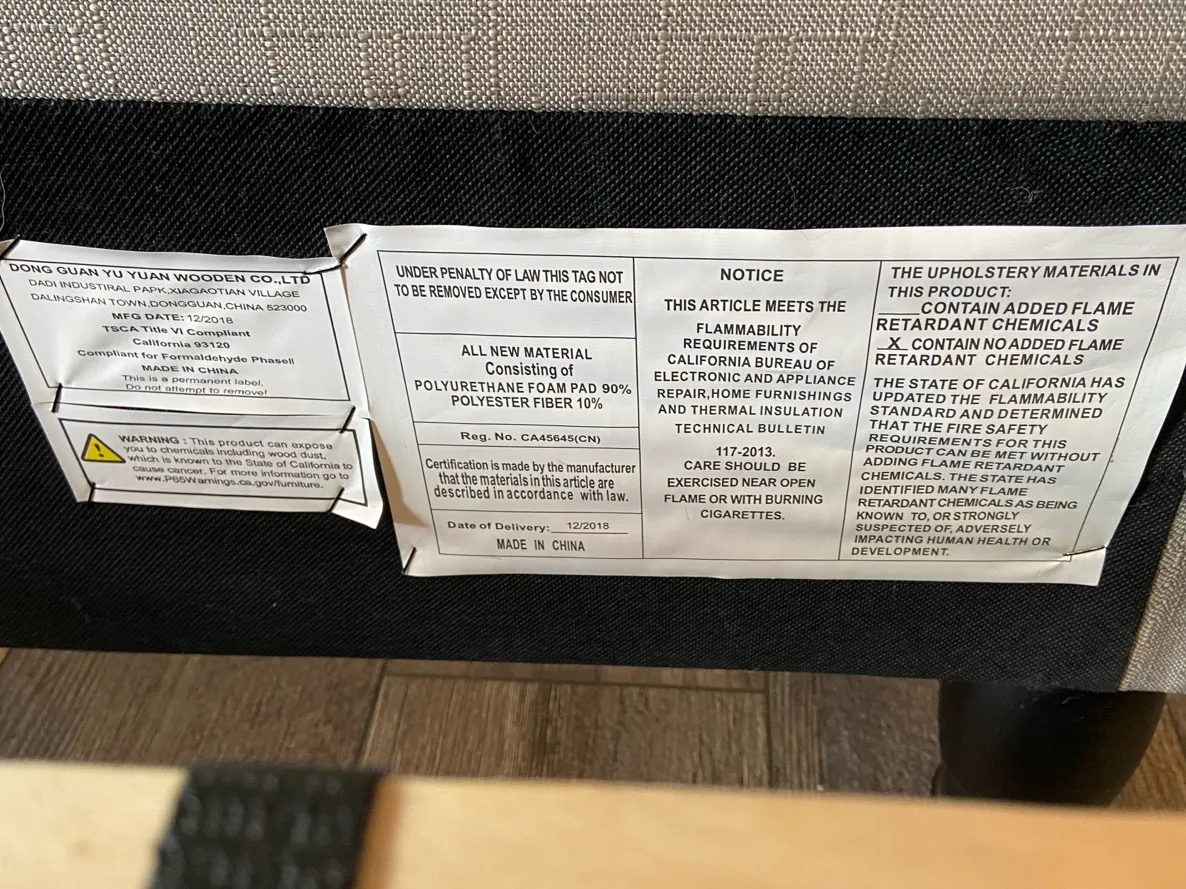 DONG GUAN YU YUAN WOODEN CO.,LTD
DADI INDUSTIRAL PARK,XIAGAOTIAN VILLAGE
DALINGSHAN TOWN,DONGGUAN,CHINA 523000
MFG DATE: 12/2018
TSCA Title VI Compliant
California 93120
Compliant for Formaldehyde PhaseII
MADE IN CHINA
This is a permanent label.
Do not attempt to remove!
WARNING : This product can expose
you to chemicals including wood dust,
which is known to the State of California to
cause cancer. For more information go to
www.P65Warnings.ca.gov/furniture.
UNDER PENALTY OF LAW THIS TAG NOT
TO BE REMOVED EXCEPT BY THE CONSUMER
ALL NEW MATERIAL
Consisting of
POLYURETHANE FOAM PAD 90%
POLYESTER FIBER 10%
Reg. No. CA45645(CN)
Certification is made by the manufacturer
that the materials in this article are
described in accordance with law.
Date of Delivery: 12/2018
MADE IN CHINA
NOTICE
THIS ARTICLE MEETS THE
FLAMMABILITY
REQUIREMENTS OF
CALIFORNIA BUREAU OF
ELECTRONIC AND APPLIANCE
REPAIR,HOME FURNISHINGS
AND THERMAL INSULATION
TECHNICAL BULLETIN
117-2013.
CARE SHOULD BE
EXERCISED NEAR OPEN
FLAME OR WITH BURNING
CIGARETTES.
THE UPHOLSTERY MATERIALS IN
THIS PRODUCT:
____CONTAIN ADDED FLAME
RETARDANT CHEMICALS
_X_ CONTAIN NO ADDED FLAME
RETARDANT CHEMICALS
THE STATE OF CALIFORNIA HAS
UPDATED THE FLAMMABILITY
STANDARD AND DETERMINED
THAT THE FIRE SAFETY
REQUIREMENTS FOR THIS
PRODUCT CAN BE MET WITHOUT
ADDING FLAME RETARDANT
CHEMICALS. THE STATE HAS
IDENTIFIED MANY FLAME
RETARDANT CHEMICALS AS BEING
KNOWN TO, OR STRONGLY
SUSPECTED OF, ADVERSELY
IMPACTING HUMAN HEALTH OR
DEVELOPMENT.